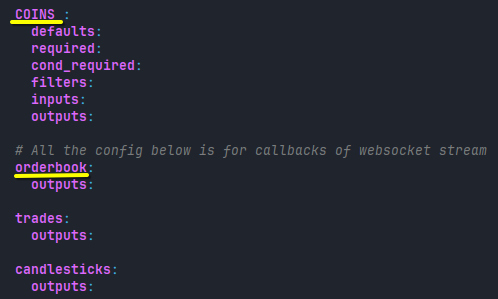 COINS :
  defaults:
  required:
  cond_required:
  filters:
  inputs:
  outputs:

# All the config below is for callbacks of websocket stream
orderbook:
  outputs:

trades:
  outputs:

candlesticks:
  outputs: